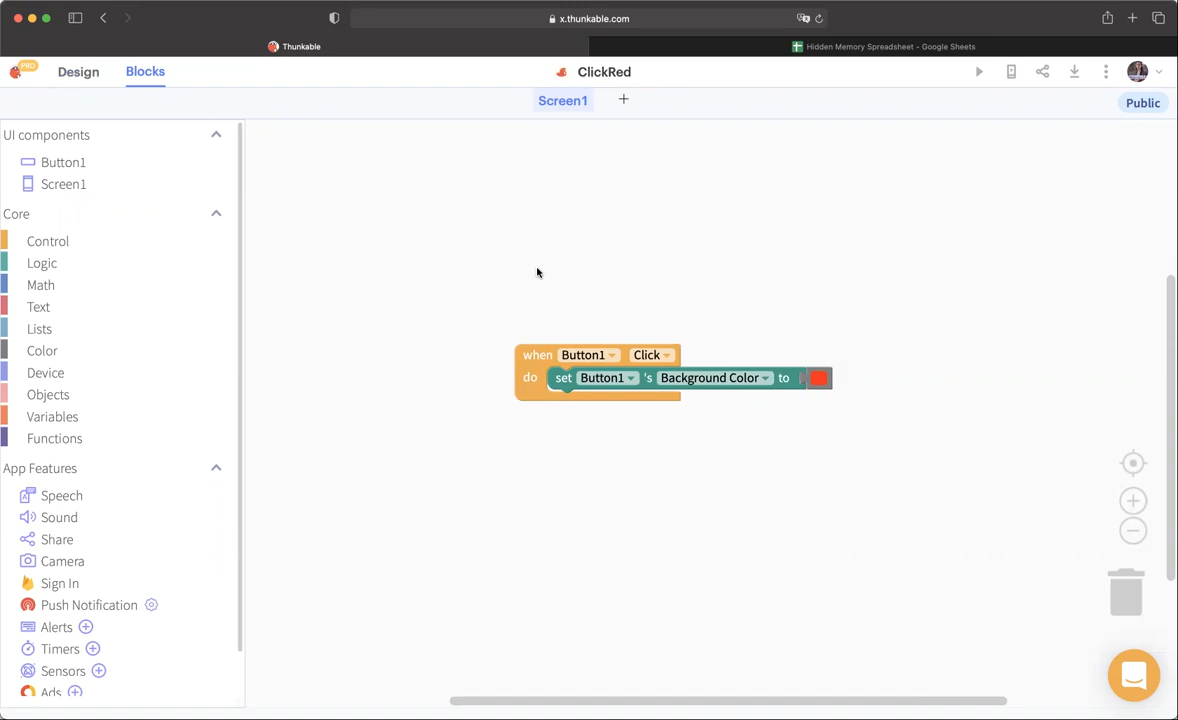 x.thunkable.com
Thunkable
Hidden Memory Spreadsheet - Google Sheets
PRO
Design
Blocks
ClickRed
Screen1
Public
UI components
Button1
Screen1
Core
Control
Logic
Math
Text
Lists
Color
Device
Objects
Variables
Functions
App Features
Speech
Sound
Share
Camera
Sign In
Push Notification
Alerts
Timers
Sensors
Ads
when Button1 Click
do set Button1 's Background Color to